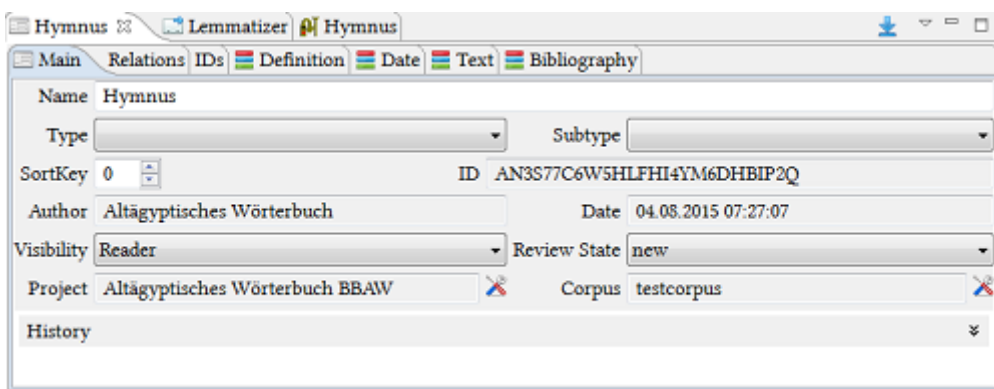 Hymnus Lemmatizer Hymnus
Main Relations IDs Definition Date Text Bibliography
Name Hymnus
Type Subtype
SortKey 0 ID AN3S77C6W5HLFHI4YM6DHBIP2Q
Author Altägyptisches Wörterbuch Date 04.08.2015 07:27:07
Visibility Reader Review State new
Project Altägyptisches Wörterbuch BBAW Corpus testcorpus
History